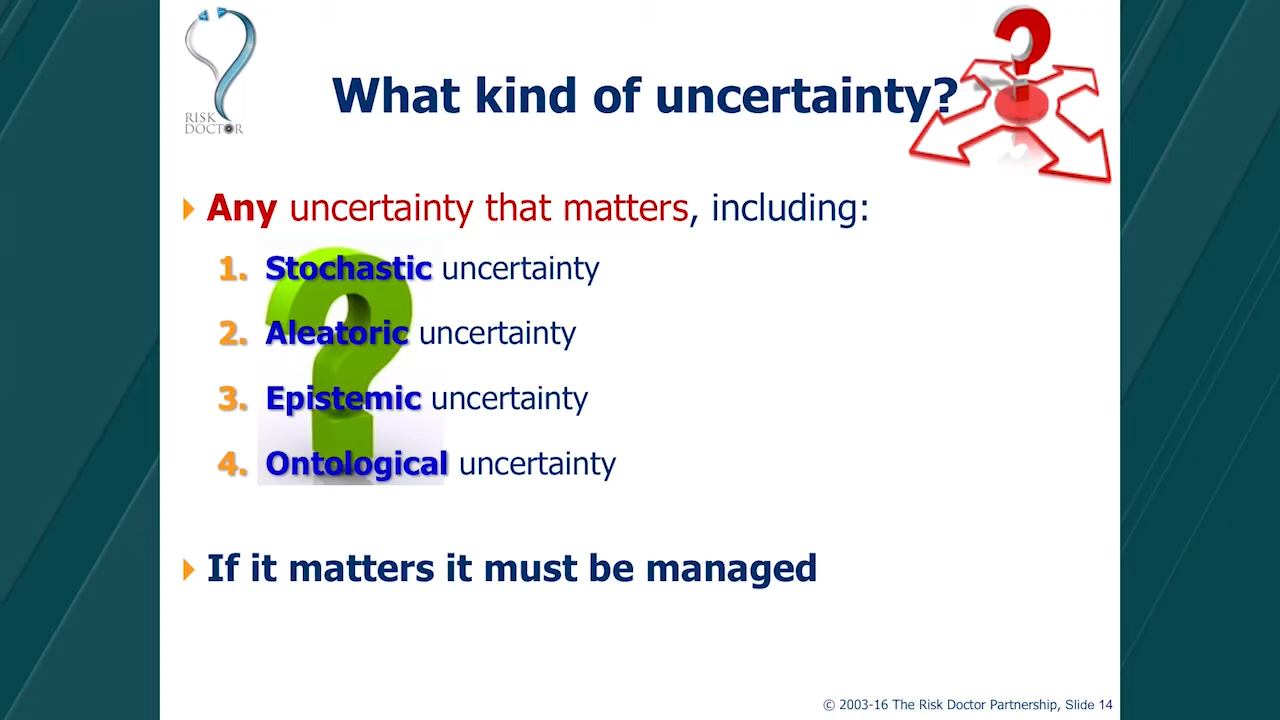 RISK
DOCTOR
What kind of uncertainty?
Any uncertainty that matters, including:
1. Stochastic uncertainty
2. Aleatoric uncertainty
3. Epistemic uncertainty
4. Ontological uncertainty
If it matters it must be managed
© 2003-16 The Risk Doctor Partnership, Slide 14